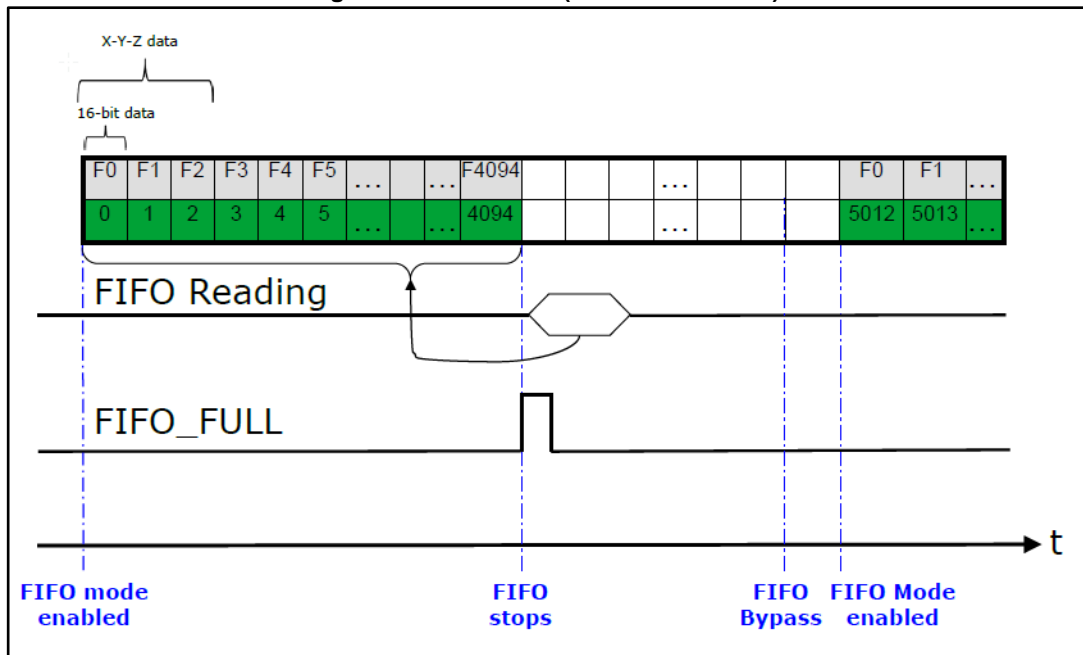 X-Y-Z data
16-bit data
F0 F1 F2 F3 F4 F5 ... ... F4094 ... F0 F1 ...
0 1 2 3 4 5 ... ... 4094 ... 5012 5013 ...
FIFO Reading
FIFO_FULL
t
FIFO mode enabled
FIFO stops
FIFO Bypass
FIFO Mode enabled